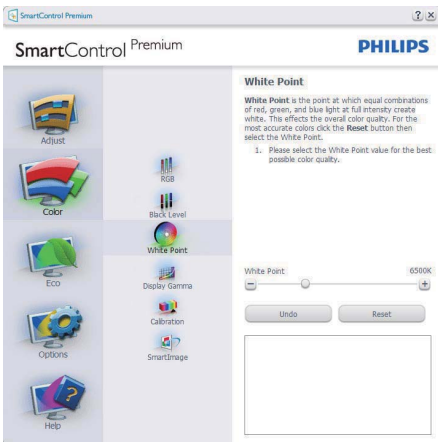 SmartControl Premium
? ×
SmartControl Premium
PHILIPS
Adjust
Color
Eco
Options
Help
RGB
Black Level
White Point
Display Gamma
Calibration
SmartImage
White Point
White Point is the point at which equal combinations
of red, green, and blue light at full intensity create
white. This effects the overall color quality. For the
most accurate colors click the Reset button then
select the White Point.
1. Please select the White Point value for the best
possible color quality.
White Point 6500K
− +
Undo Reset